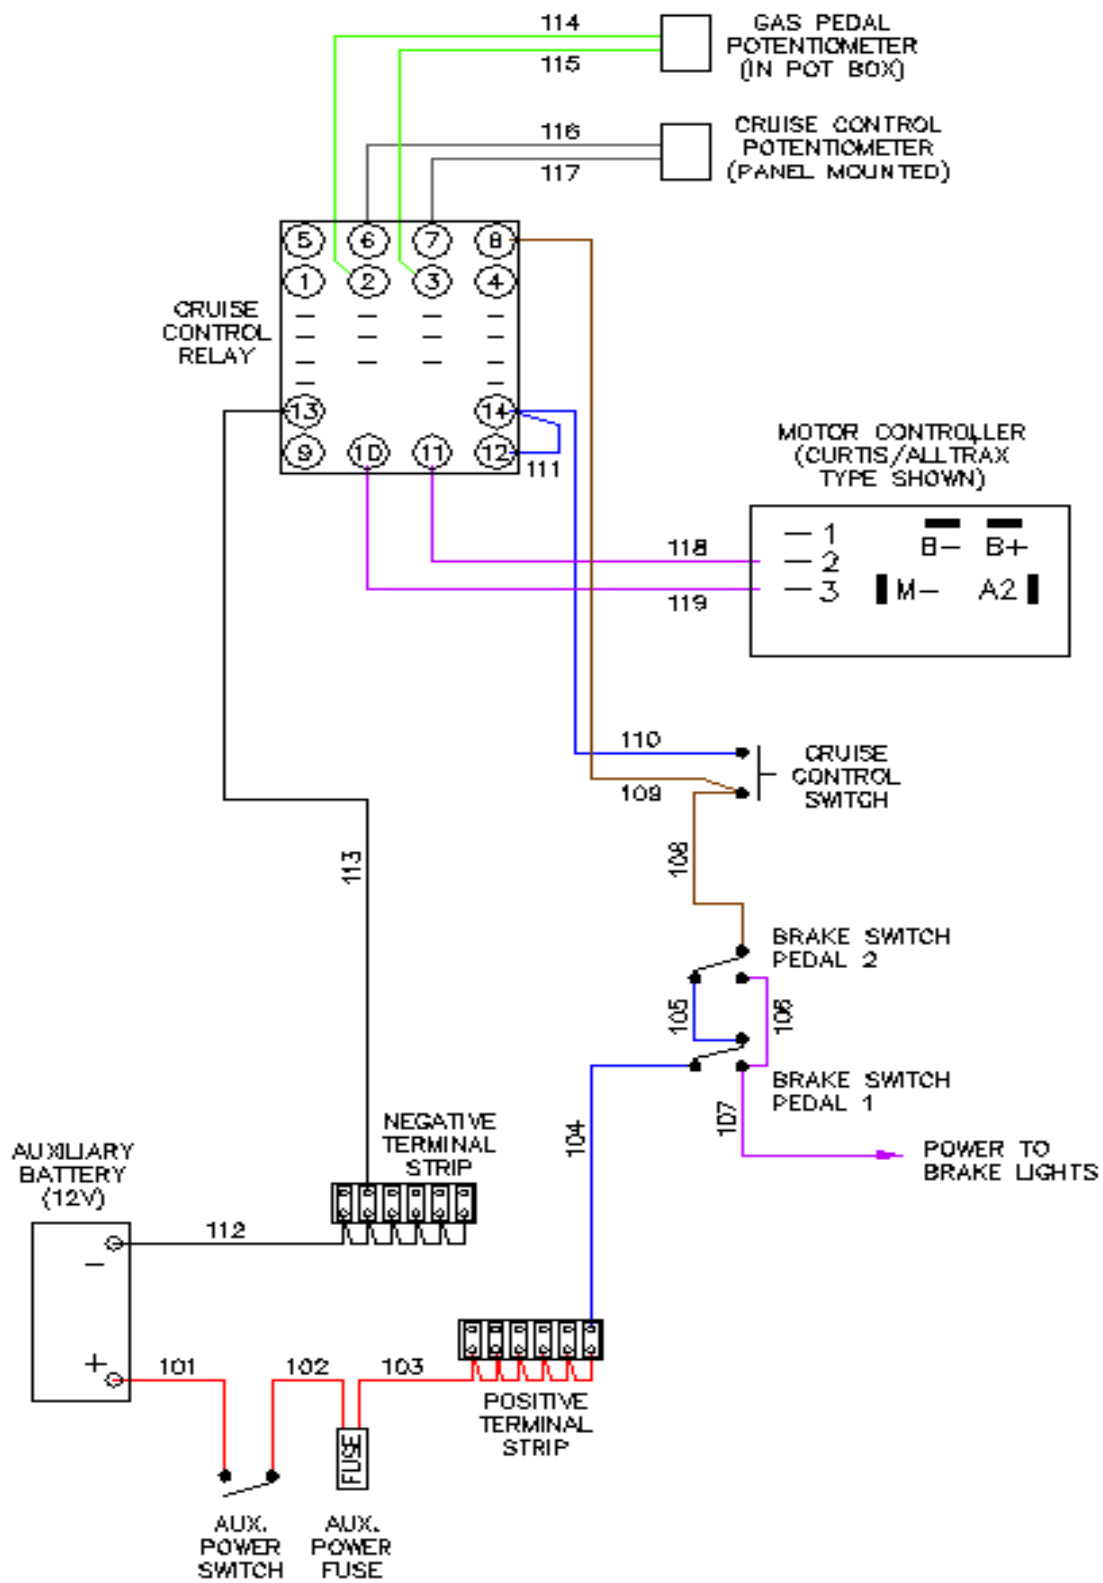 114
GAS PEDAL
POTENTIOMETER
(IN POT BOX)
115
116
CRUISE CONTROL
POTENTIOMETER
(PANEL MOUNTED)
117
5 6 7 8
1 2 3 4
CRUISE
CONTROL
RELAY
13 14
9 10 11 12
111
MOTOR CONTROLLER
(CURTIS/ALLTRAX
TYPE SHOWN)
1
2
3
B- B+
M- A2
118
119
110
CRUISE
CONTROL
SWITCH
109
108
113
BRAKE SWITCH
PEDAL 2
105
106
BRAKE SWITCH
PEDAL 1
107
104
POWER TO
BRAKE LIGHTS
NEGATIVE
TERMINAL
STRIP
AUXILIARY
BATTERY
(12V)
112
-
+
101
102
103
POSITIVE
TERMINAL
STRIP
FUSE
AUX.
POWER
SWITCH
AUX.
POWER
FUSE